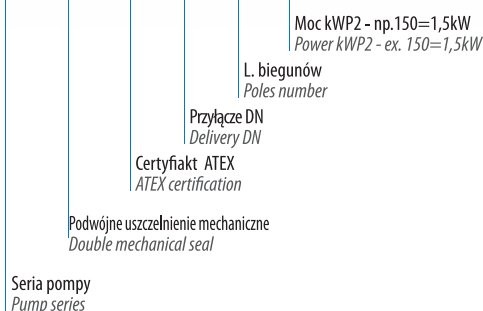 Moc kWP2 - np.150=1,5kW
Power kWP2 - ex. 150=1,5kW
L. biegunów
Poles number
Przyłącze DN
Delivery DN
Certyfiakt ATEX
ATEX certification
Podwójne uszczelnienie mechaniczne
Double mechanical seal
Seria pompy
Pump series